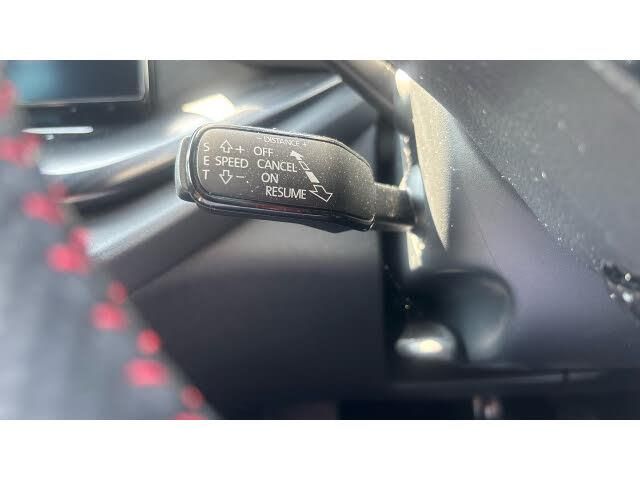 − DISTANCE +
S + OFF
E SPEED CANCEL
T − ON
RESUME